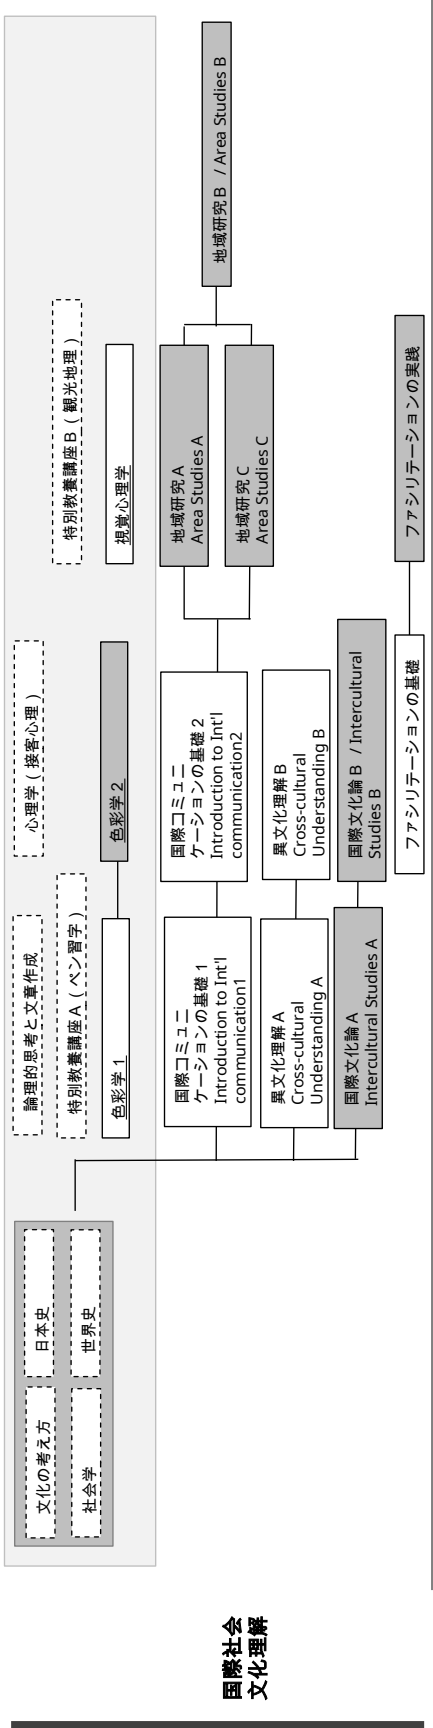 国際社会
文化理解
文化の考え方
日本史
社会学
世界史
論理的思考と文章作成
心理学(接客心理)
特別教養講座A(ペン習字)
特別教養講座B(観光地理)
色彩学1
色彩学2
視覚心理学
国際コミュニ
ケーションの基礎1
Introduction to Int'l
communication1
国際コミュニ
ケーションの基礎2
Introduction to Int'l
communication2
地域研究A
Area Studies A
地域研究C
Area Studies C
地域研究B /Area Studies B
異文化理解A
Cross-cultural
Understanding A
異文化理解B
Cross-cultural
Understanding B
国際文化論A
Intercultural Studies A
国際文化論B /Intercultural
Studies B
ファシリテーションの基礎
ファシリテーションの実践